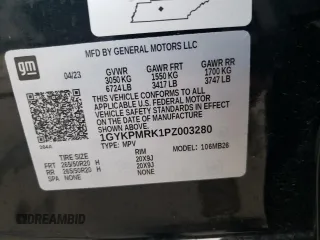 gm
MFD BY GENERAL MOTORS LLC
04/23 GVWR GAWR FRT GAWR RR
3050 KG 1550 KG 1700 KG
6724 LB 3417 LB 3747 LB
THIS VEHICLE CONFORMS TO ALL APPLICABLE
U.S. FEDERAL MOTOR VEHICLE SAFETY
STANDARDS IN EFFECT ON THE DATE OF
MANUFACTURE SHOWN ABOVE.
1GYKPMRK1PZ003280
TYPE: MPV MODEL: 106MB26
TIRE SIZE RIM
FRT 265/50R20 H 20X9J
RR 265/50R20 H 20X9J
SPA NONE NONE